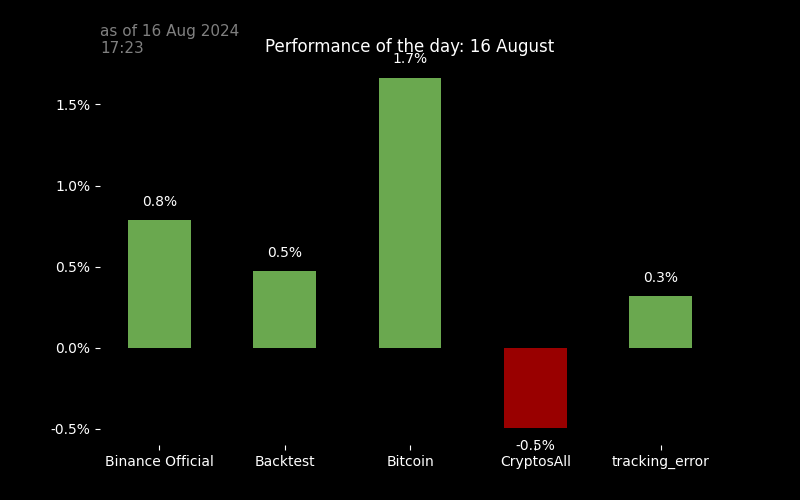 as of 16 Aug 2024
17:23
Performance of the day: 16 August
1.7%
1.5%
1.0%
0.8%
0.5%
0.5%
0.3%
0.0%
-0.5%
-0.5%
Binance Official
Backtest
Bitcoin
CryptosAll
tracking_error